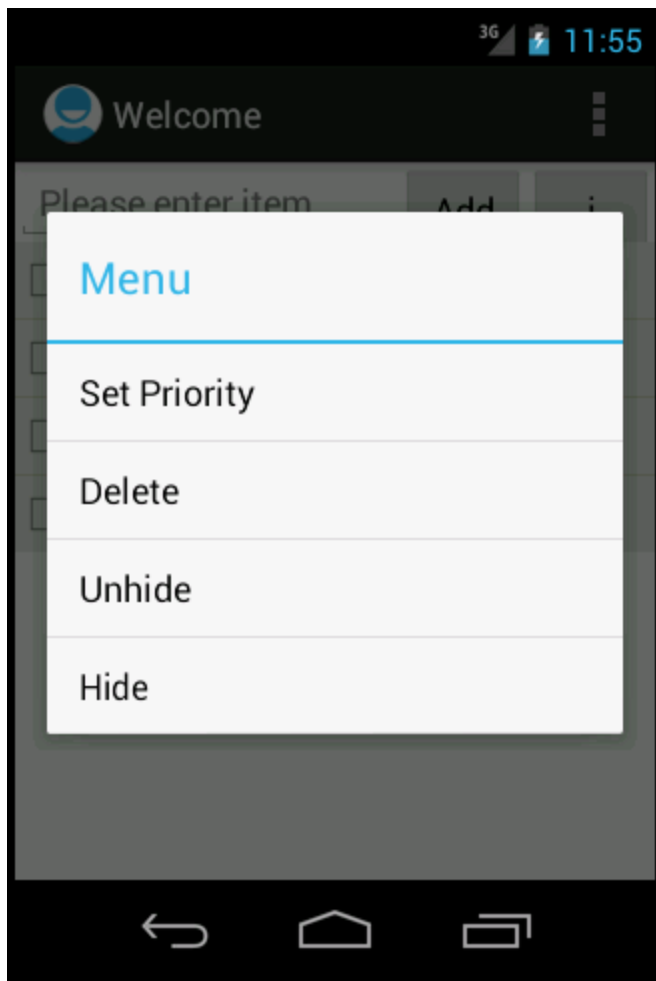 3G 11:55
Welcome
Please enter item Add i
Menu
Set Priority
Delete
Unhide
Hide